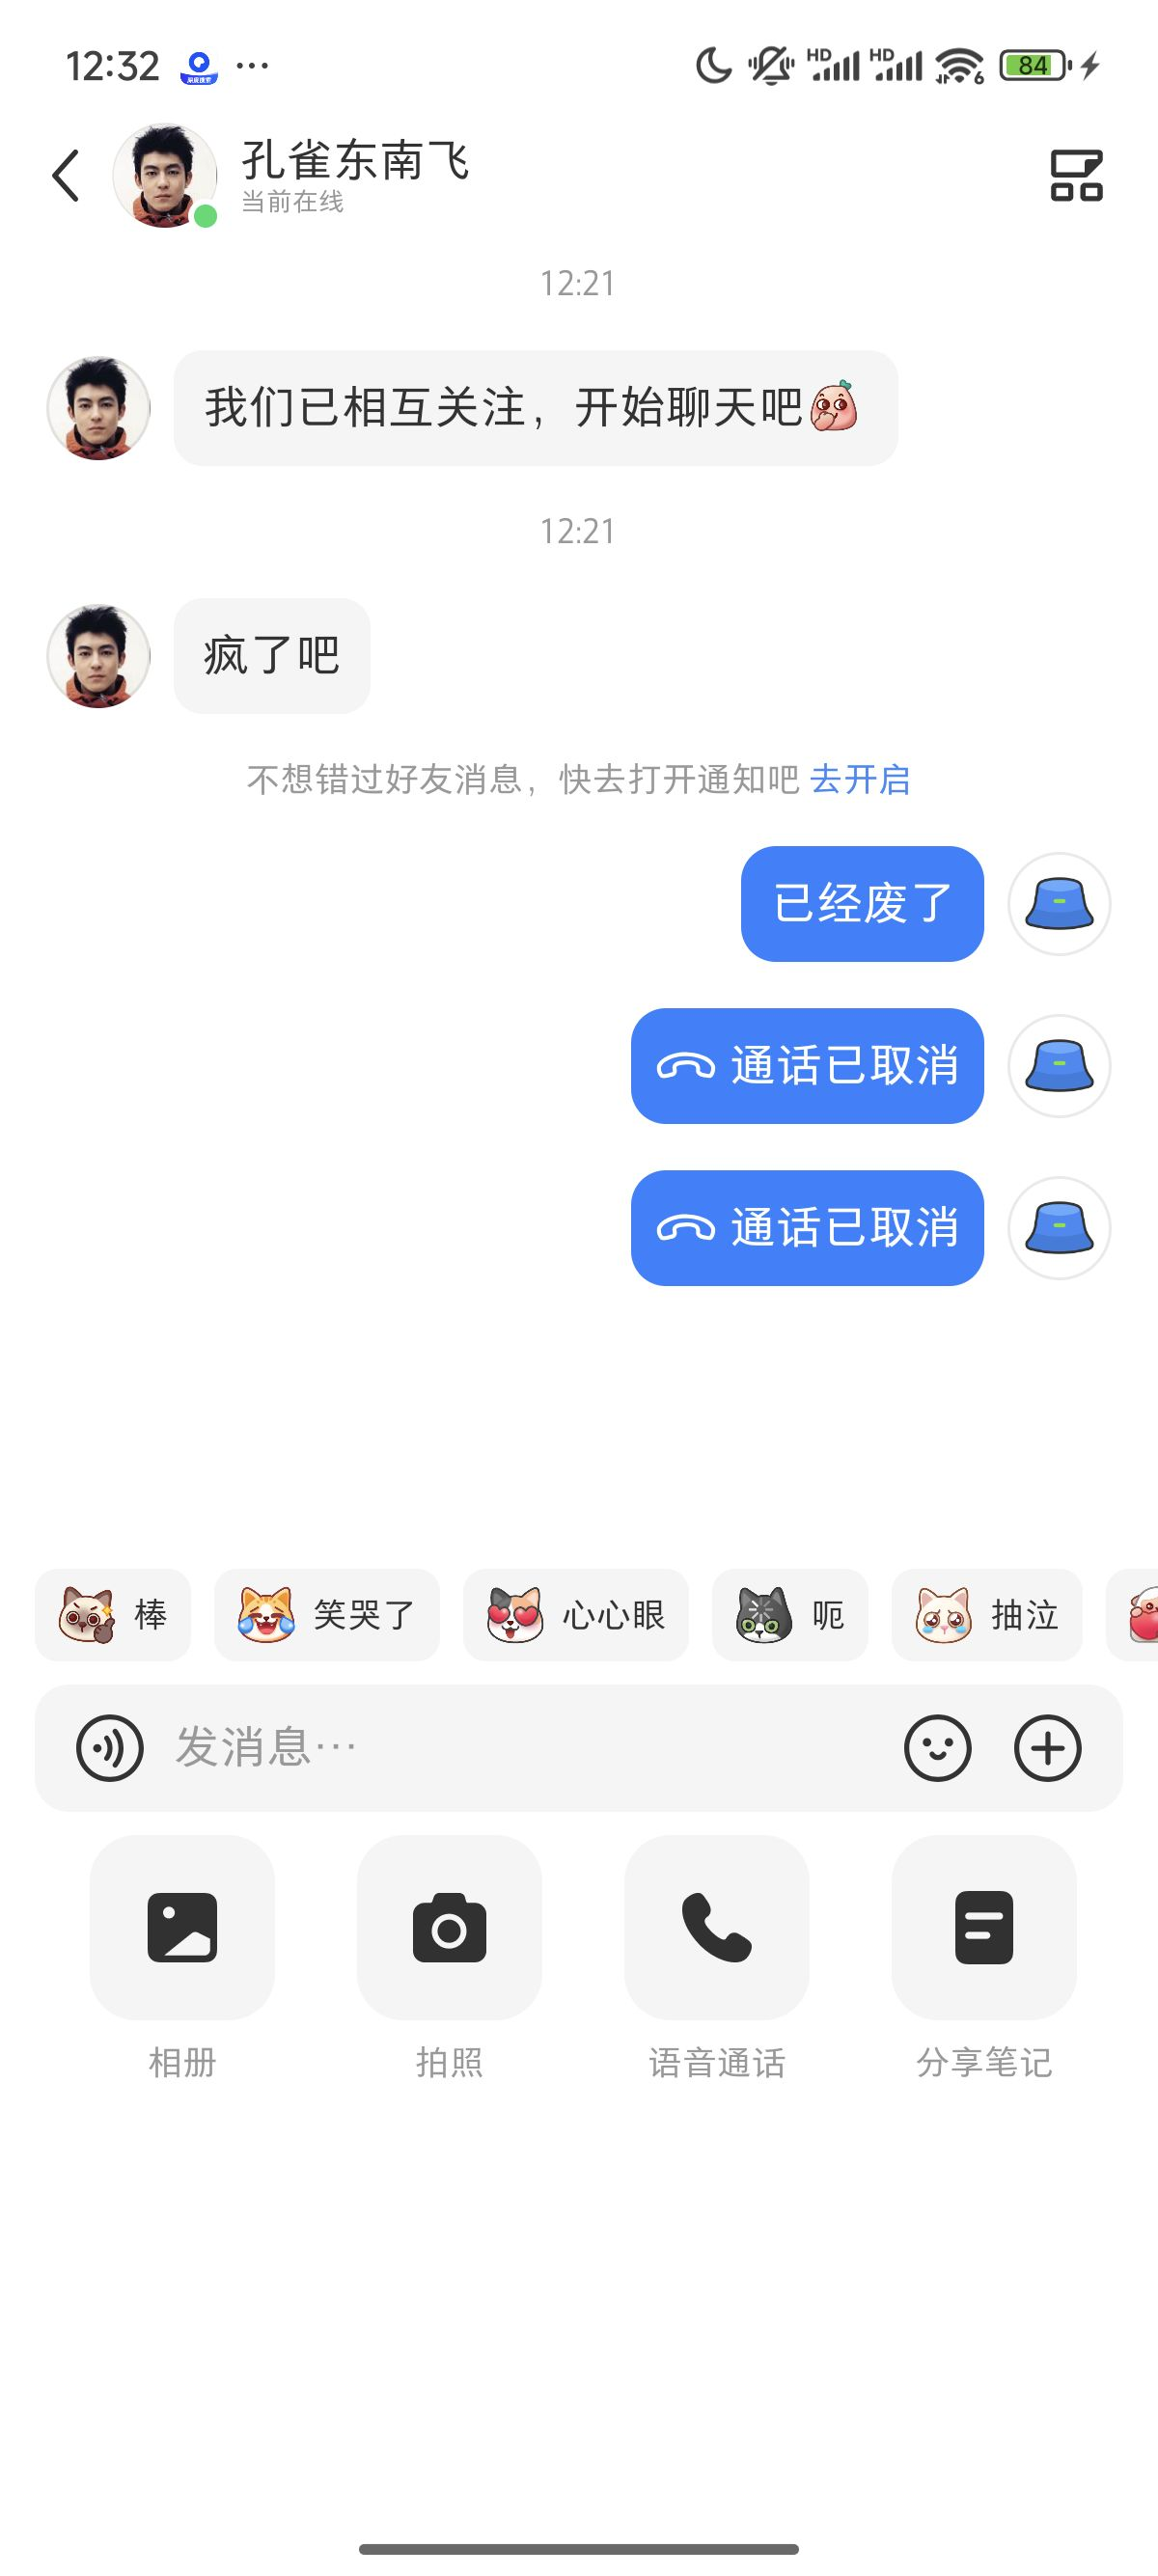 12:32 ... HD HD 6 84
孔雀东南飞
当前在线
12:21
我们已相互关注，开始聊天吧
12:21
疯了吧
不想错过好友消息，快去打开通知吧 去开启
已经废了
通话已取消
通话已取消
棒 笑哭了 心心眼 呃 抽泣
发消息…
相册 拍照 语音通话 分享笔记